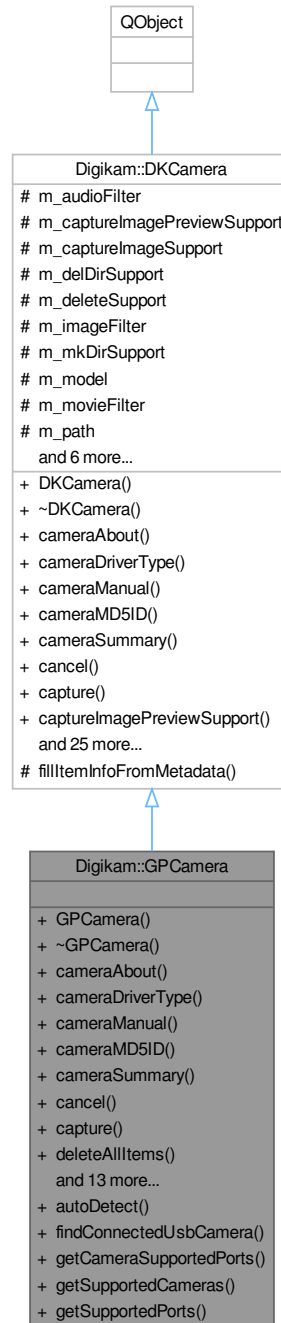 QObject
Digikam::DKCamera
# m_audioFilter
# m_captureImagePreviewSupport
# m_captureImageSupport
# m_delDirSupport
# m_deleteSupport
# m_imageFilter
# m_mkDirSupport
# m_model
# m_movieFilter
# m_path
and 6 more...
+ DKCamera()
+ ~DKCamera()
+ cameraAbout()
+ cameraDriverType()
+ cameraManual()
+ cameraMD5ID()
+ cameraSummary()
+ cancel()
+ capture()
+ captureImagePreviewSupport()
and 25 more...
# fillItemInfoFromMetadata()
Digikam::GPCamera
+ GPCamera()
+ ~GPCamera()
+ cameraAbout()
+ cameraDriverType()
+ cameraManual()
+ cameraMD5ID()
+ cameraSummary()
+ cancel()
+ capture()
+ deleteAllItems()
and 13 more...
+ autoDetect()
+ findConnectedUsbCamera()
+ getCameraSupportedPorts()
+ getSupportedCameras()
+ getSupportedPorts()